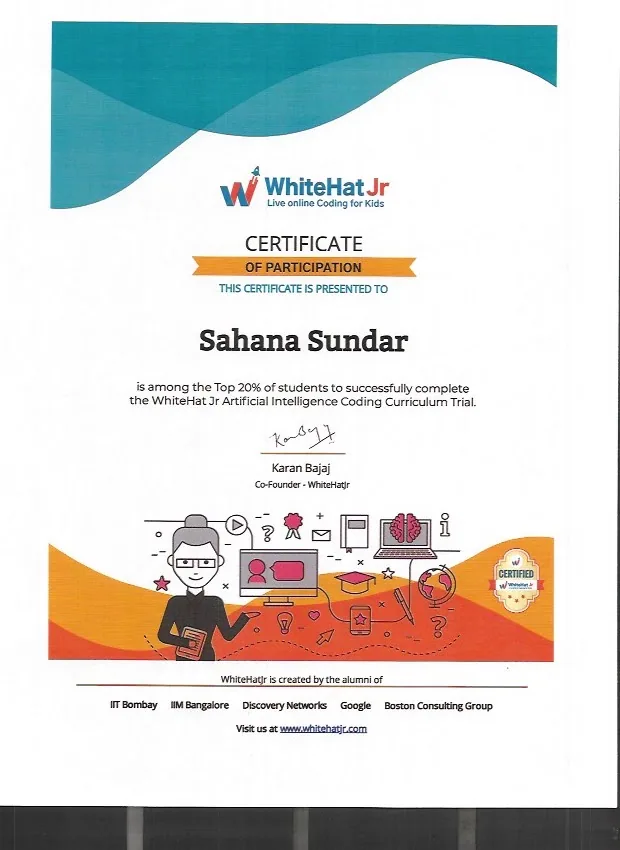 WhiteHat Jr
Live online Coding for Kids
CERTIFICATE
OF PARTICIPATION
THIS CERTIFICATE IS PRESENTED TO
Sahana Sundar
is among the Top 20% of students to successfully complete
the WhiteHat Jr Artificial Intelligence Coding Curriculum Trial.
Karan Bajaj
Co-Founder - WhiteHatJr
CERTIFIED
WhiteHat Jr
WhiteHatJr is created by the alumni of
IIT Bombay IIM Bangalore Discovery Networks Google Boston Consulting Group
Visit us at www.whitehatjr.com